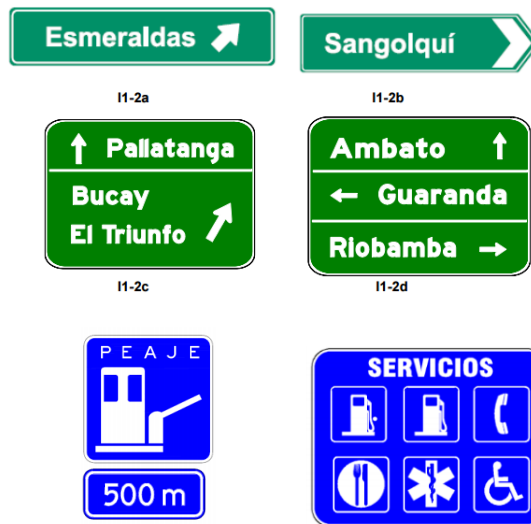 Esmeraldas
Sangolquí
I1-2a
I1-2b
Pallatanga
Bucay
El Triunfo
I1-2c
Ambato
Guaranda
Riobamba
I1-2d
PEAJE
500 m
SERVICIOS